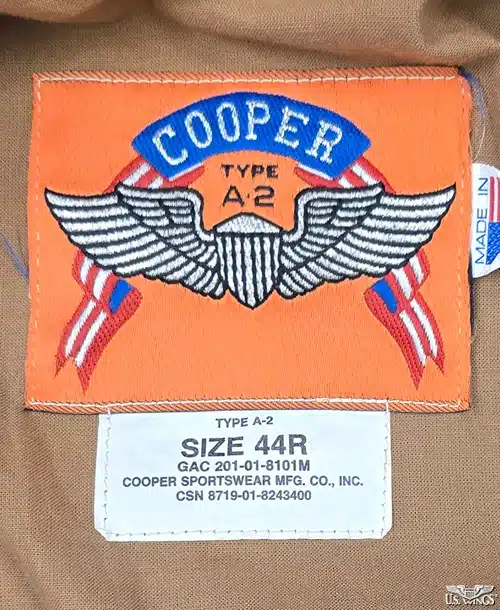 COOPER
TYPE
A-2
MADE IN
TYPE A-2
SIZE 44R
GAC 201-01-8101M
COOPER SPORTSWEAR MFG. CO., INC.
CSN 8719-01-8243400
U.S. WINGS